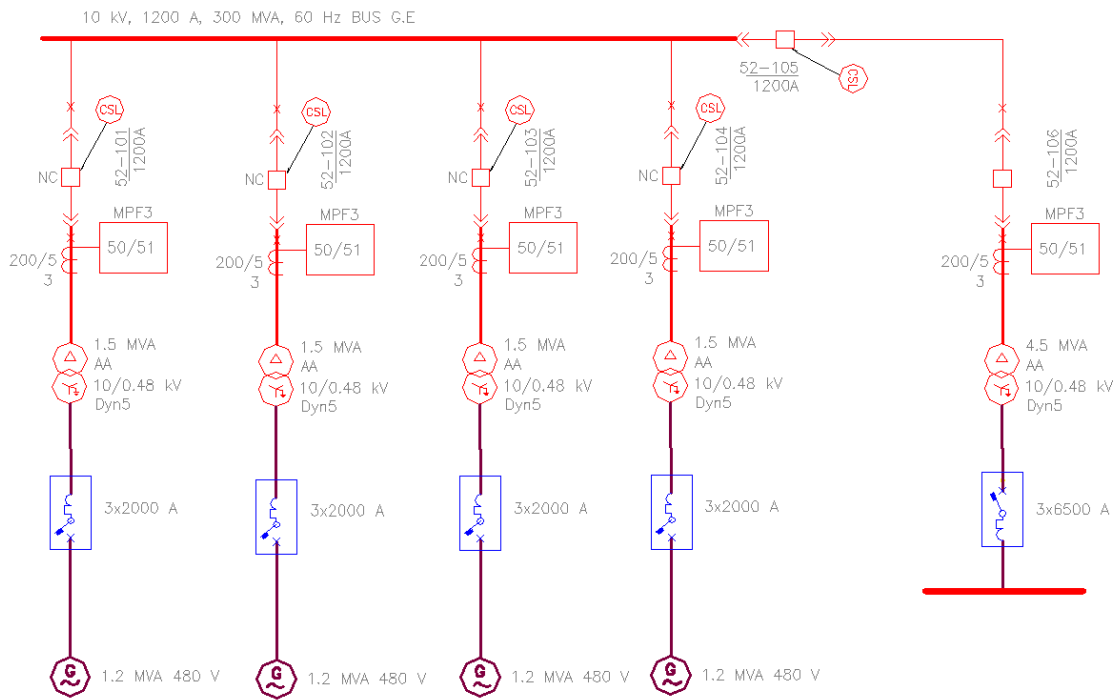 10 kV, 1200 A, 300 MVA, 60 Hz BUS G.E
52-105
1200A
CSL
CSL
52-101
1200A
NC
MPF3
50/51
200/5
3
1.5 MVA
AA
10/0.48 kV
Dyn5
3x2000 A
G
1.2 MVA 480 V
CSL
52-102
1200A
NC
MPF3
50/51
200/5
3
1.5 MVA
AA
10/0.48 kV
Dyn5
3x2000 A
G
1.2 MVA 480 V
CSL
52-103
1200A
NC
MPF3
50/51
200/5
3
1.5 MVA
AA
10/0.48 kV
Dyn5
3x2000 A
G
1.2 MVA 480 V
CSL
52-104
1200A
NC
MPF3
50/51
200/5
3
1.5 MVA
AA
10/0.48 kV
Dyn5
3x2000 A
G
1.2 MVA 480 V
52-106
1200A
MPF3
50/51
200/5
3
4.5 MVA
AA
10/0.48 kV
Dyn5
3x6500 A